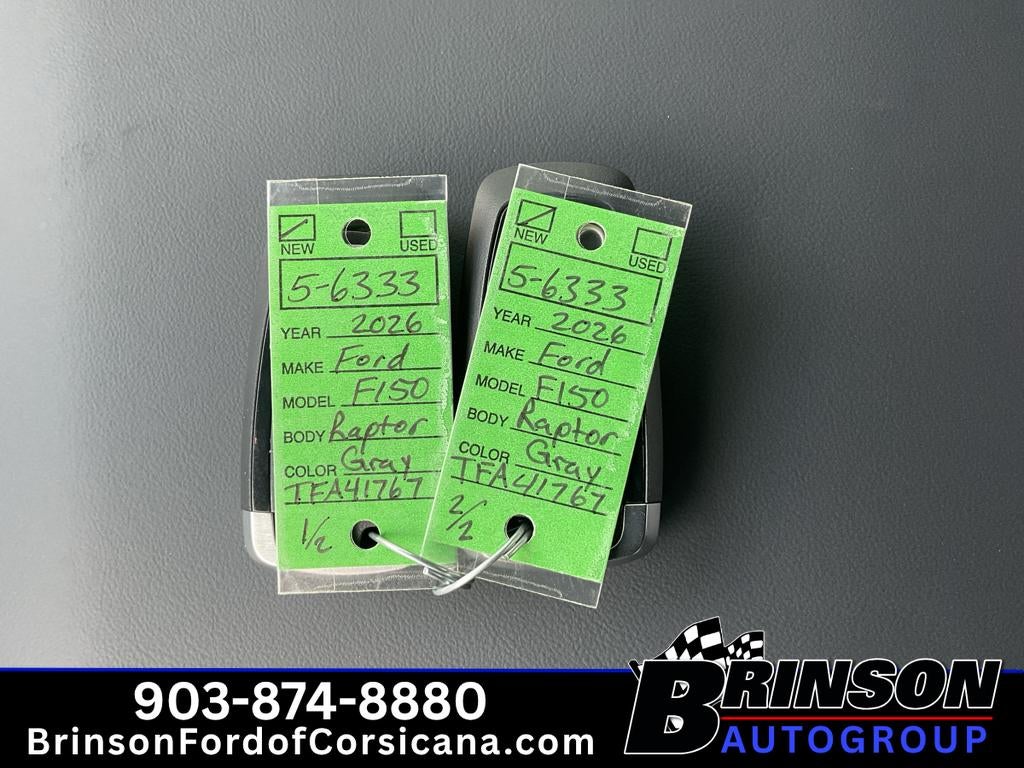 NEW USED
5-6333
YEAR 2026
MAKE Ford
MODEL F150
BODY Raptor
COLOR Gray
TFA41767
1/2
NEW USED
5-6333
YEAR 2026
MAKE Ford
MODEL F150
BODY Raptor
COLOR Gray
TFA41767
2/2
903-874-8880
BrinsonFordofCorsicana.com
BRINSON
AUTOGROUP